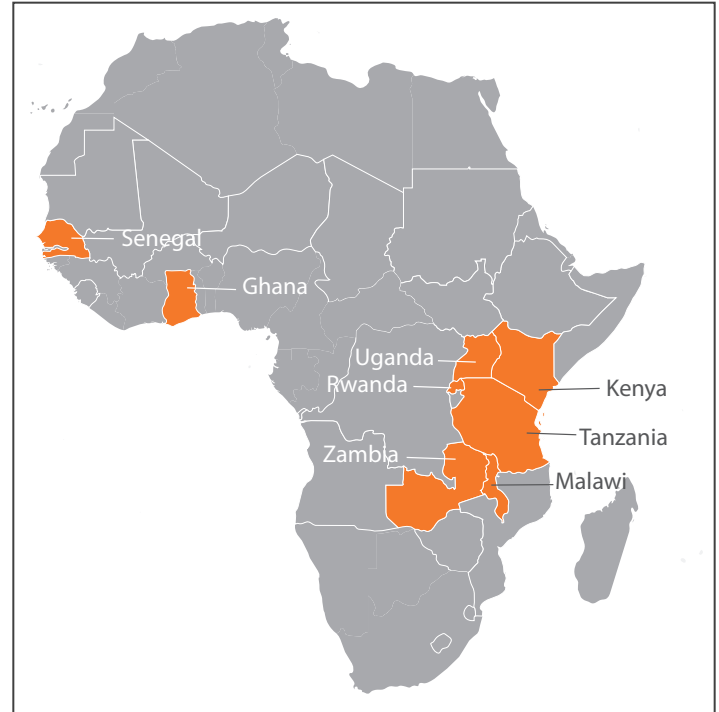 Senegal
Ghana
Uganda
Rwanda
Kenya
Tanzania
Zambia
Malawi